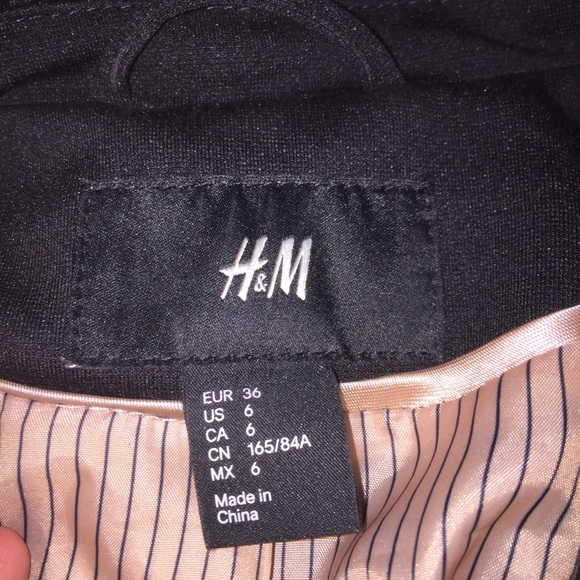 H&M
EUR 36
US 6
CA 6
CN 165/84A
MX 6
Made in
China